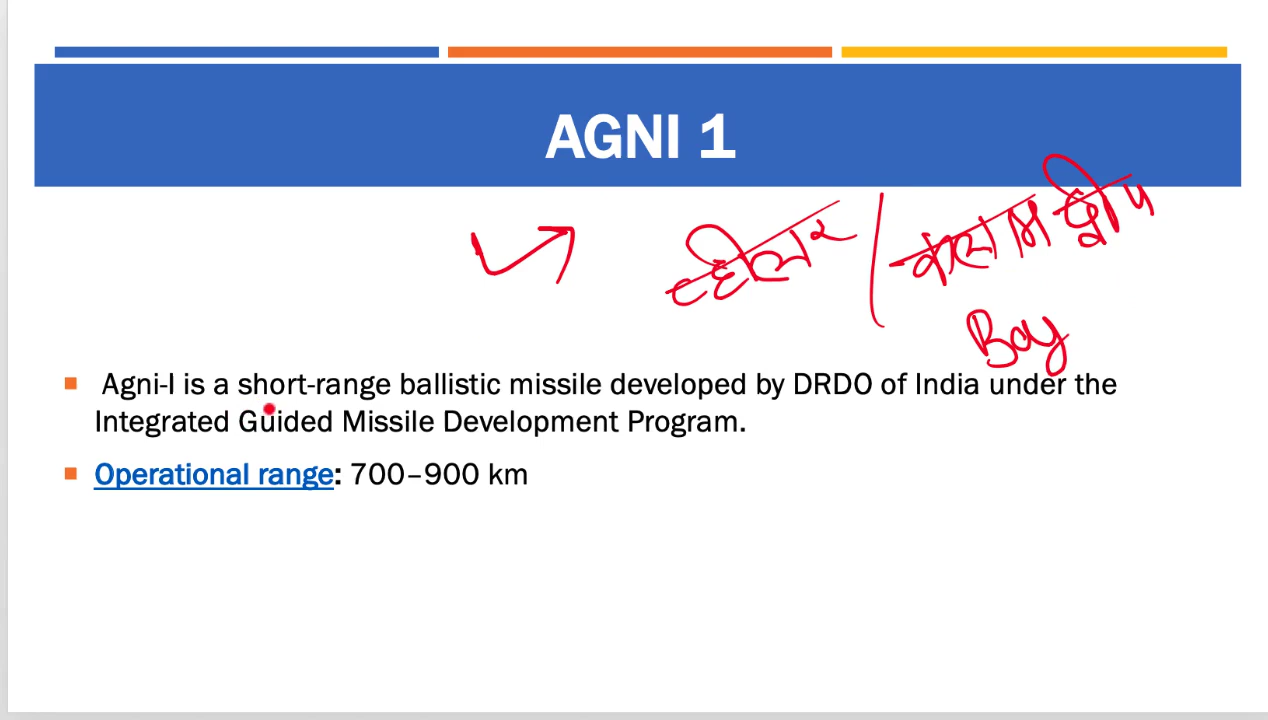 AGNI 1
व्हीलर / कलाम द्वीप
Bay
Agni-I is a short-range ballistic missile developed by DRDO of India under the
Integrated Guided Missile Development Program.
Operational range: 700–900 km